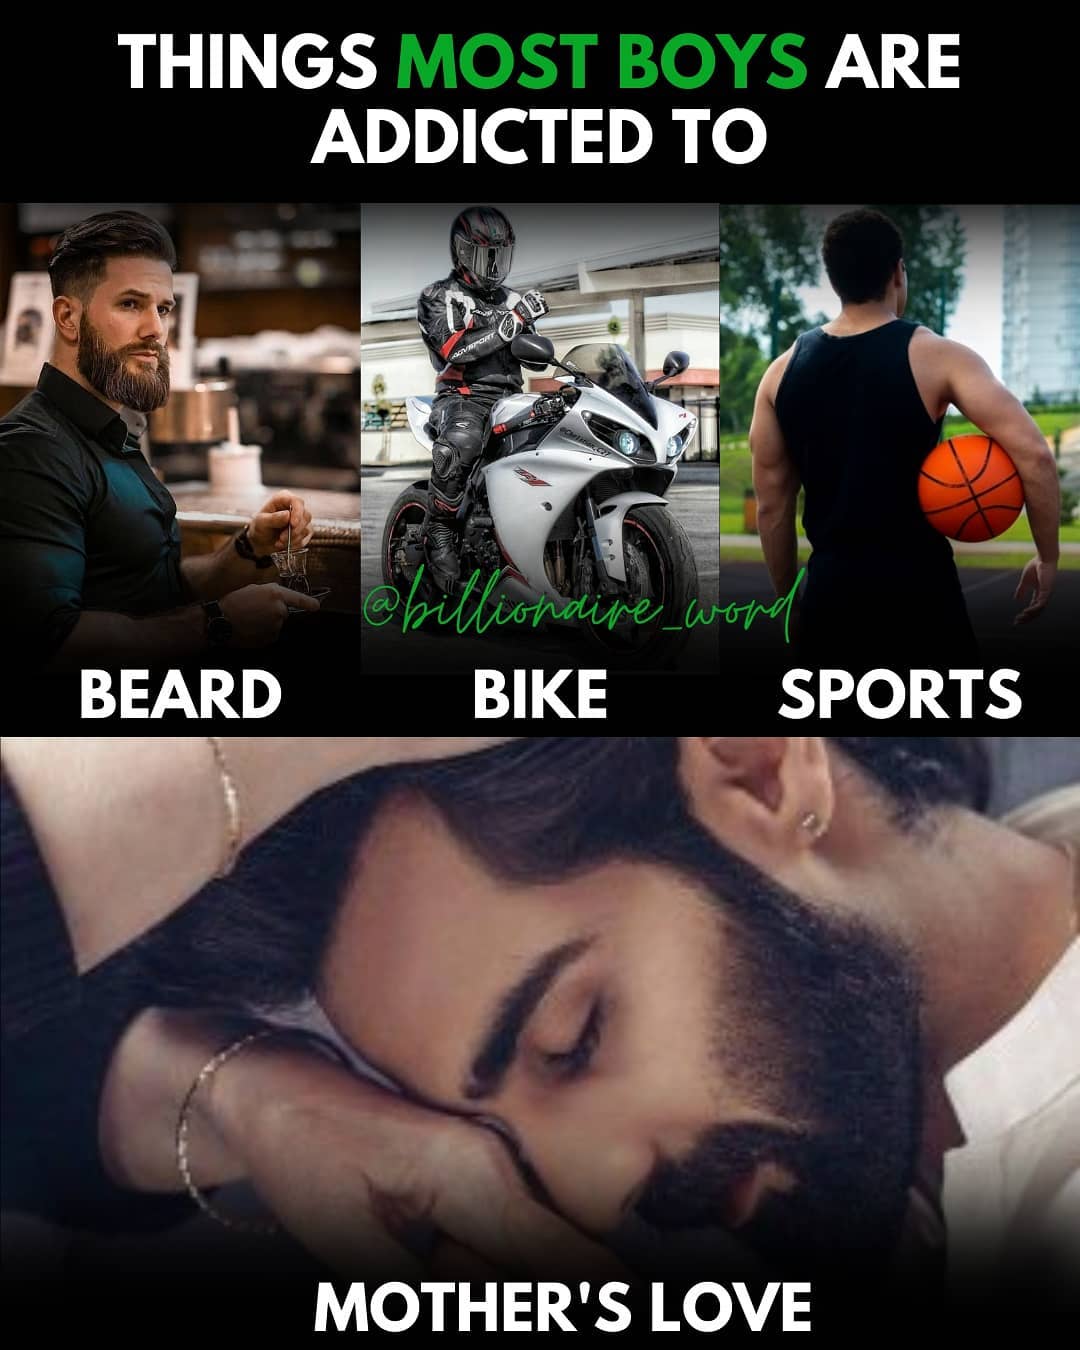 THINGS MOST BOYS ARE
ADDICTED TO
@billionaire_word
BEARD
BIKE
SPORTS
MOTHER'S LOVE